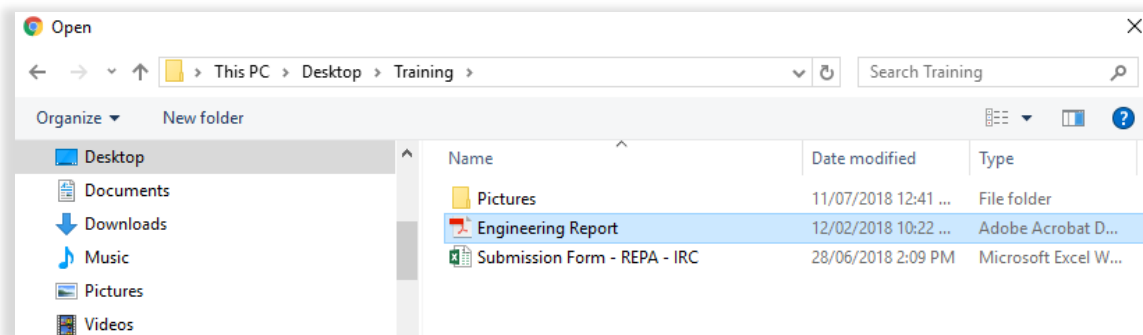 Open
This PC > Desktop > Training >
Search Training
Organize
New folder
Name
Date modified
Type
Desktop
Documents
Downloads
Music
Pictures
Videos
Pictures 11/07/2018 12:41 ... File folder
Engineering Report 12/02/2018 10:22 ... Adobe Acrobat D...
Submission Form - REPA - IRC 28/06/2018 2:09 PM Microsoft Excel W...